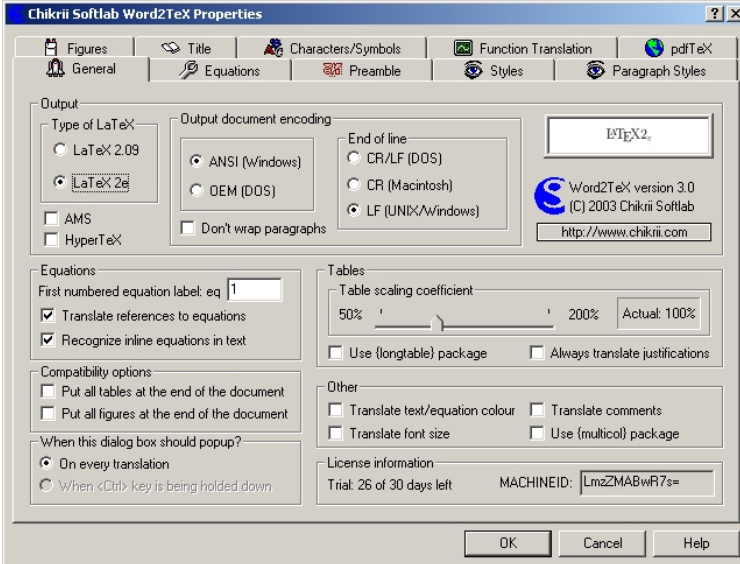 Chikrii Softlab Word2TeX Properties
Figures Title Characters/Symbols Function Translation pdfTeX
General Equations Preamble Styles Paragraph Styles
Output
Type of LaTeX
LaTeX 2.09
LaTeX 2e
AMS
HyperTeX
Output document encoding
ANSI (Windows)
OEM (DOS)
Don't wrap paragraphs
End of line
CR/LF (DOS)
CR (Macintosh)
LF (UNIX/Windows)
LATEX2ε
Word2TeX version 3.0
(C) 2003 Chikrii Softlab
http://www.chikrii.com
Equations
First numbered equation label: eq 1
Translate references to equations
Recognize inline equations in text
Tables
Table scaling coefficient
50% 200% Actual: 100%
Use {longtable} package Always translate justifications
Compatibility options
Put all tables at the end of the document
Put all figures at the end of the document
Other
Translate text/equation colour Translate comments
Translate font size Use {multicol} package
When this dialog box should popup?
On every translation
When <Ctrl> key is being holded down
License information
Trial: 26 of 30 days left MACHINEID: LmzZMABwR7s=
OK Cancel Help